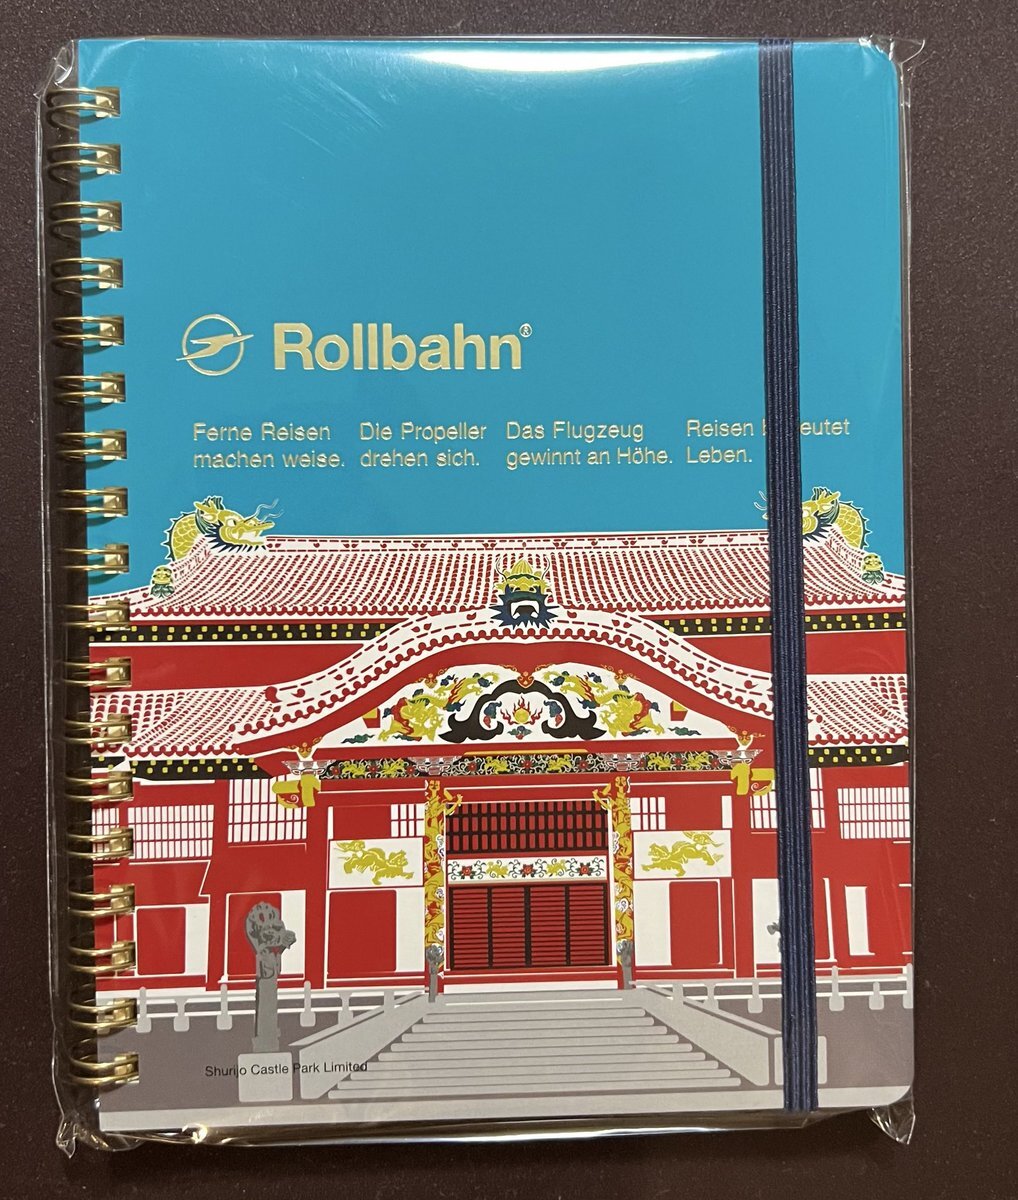 Rollbahn®
Ferne Reisen
machen weise.
Die Propeller
drehen sich.
Das Flugzeug
gewinnt an Höhe.
Reisen
Leben.
Shurijo Castle Park Limited